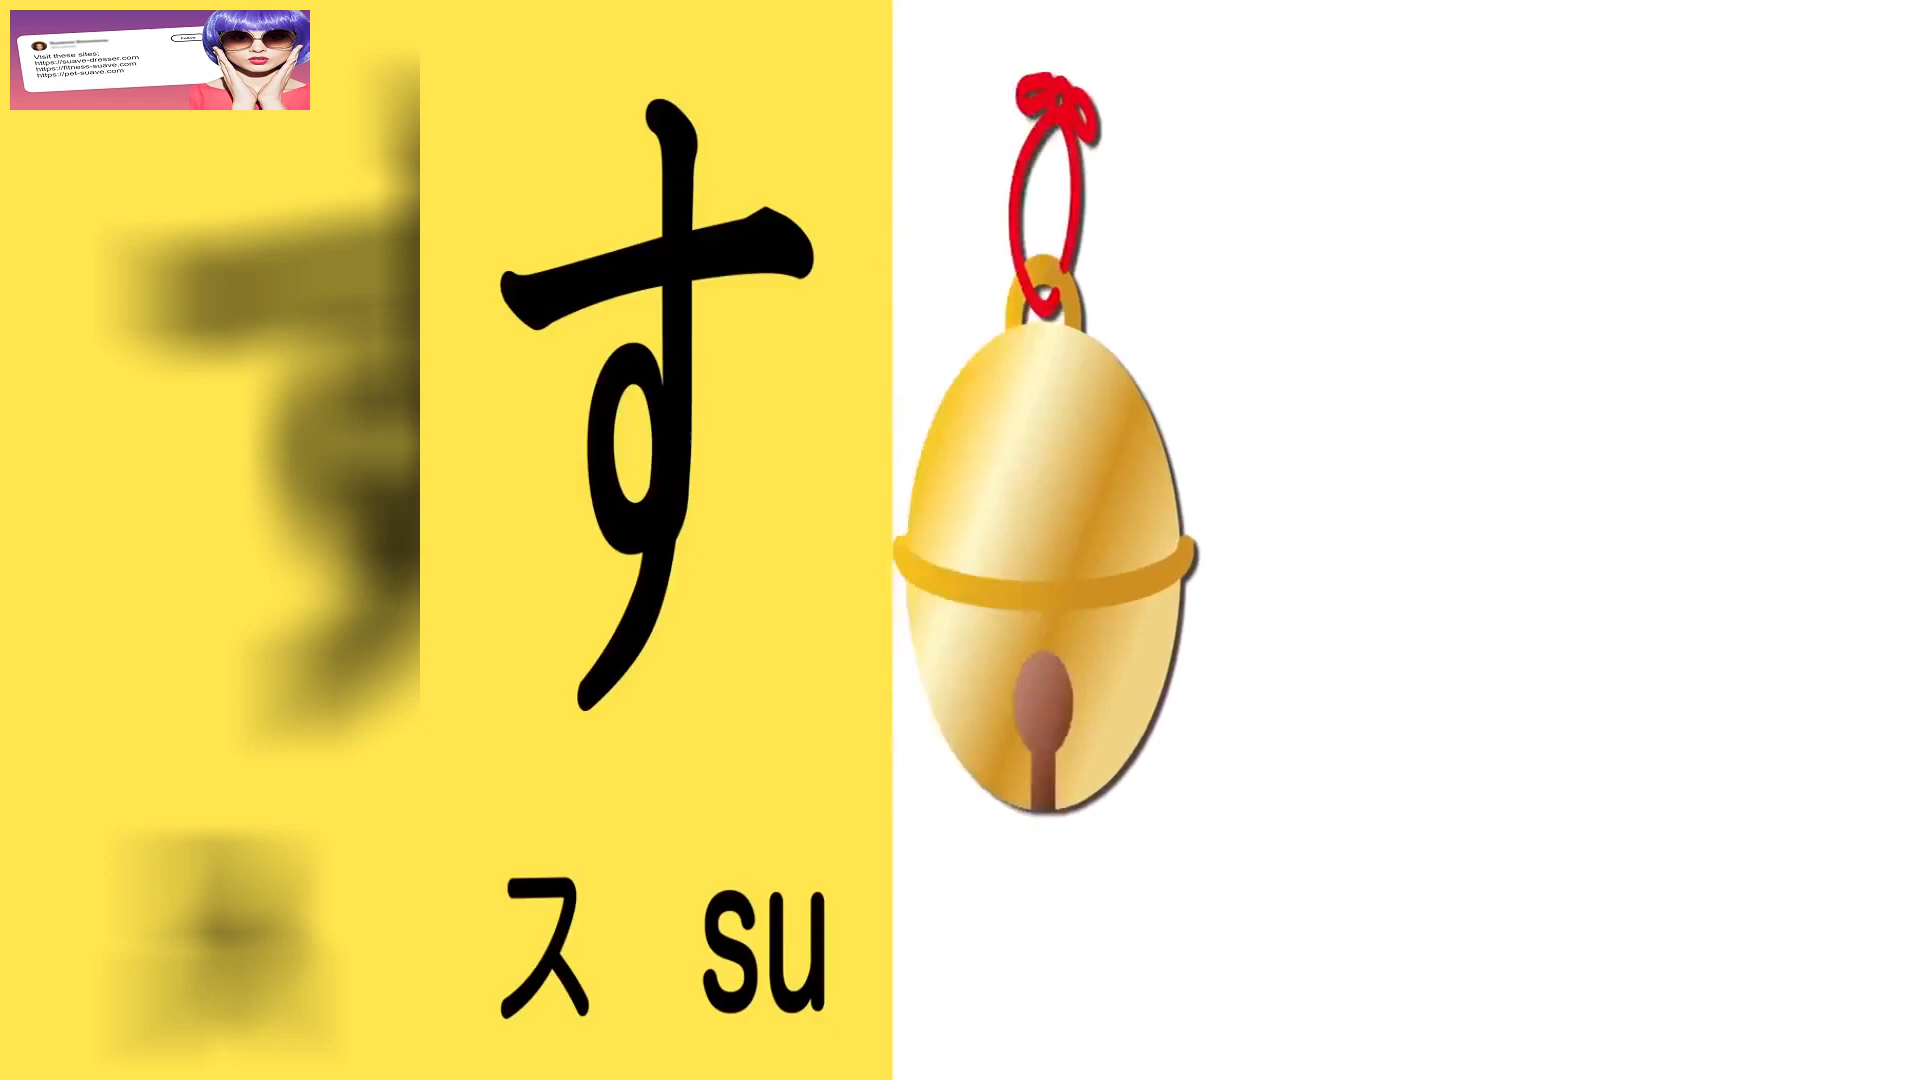 Visit these sites:
https://suave-dresser.com
https://fitness-suave.com
https://pet-suave.com
す
ス su